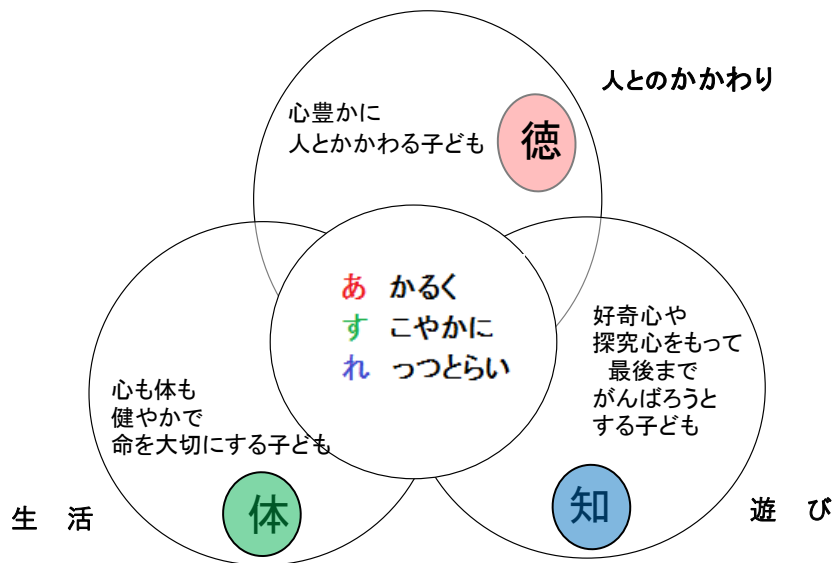 人とのかかわり
心豊かに
人とかかわる子ども
徳
あ かるく
す こやかに
れ っつとらい
心も体も
健やかで
命を大切にする子ども
体
生 活
好奇心や
探究心をもって
最後まで
がんばろうと
する子ども
知
遊 び